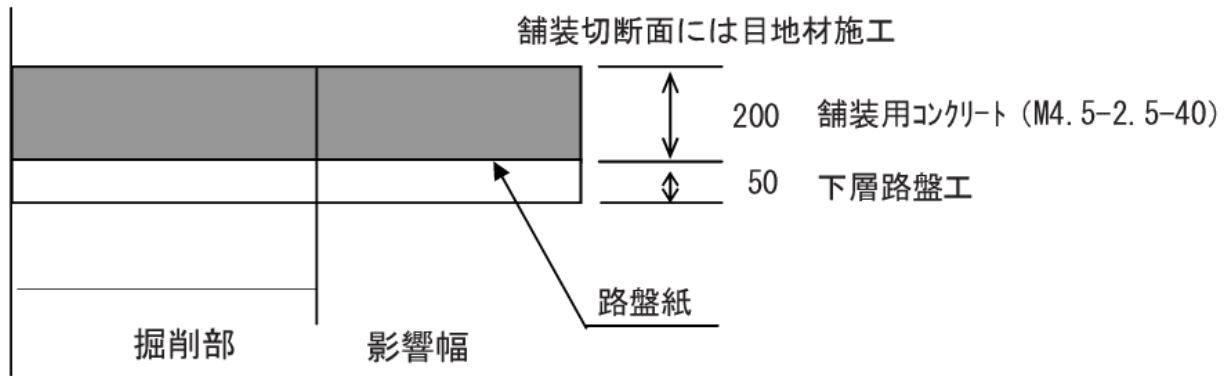 舗装切断面には目地材施工
200 舗装用ｺﾝｸﾘｰﾄ (M4.5-2.5-40)
50 下層路盤工
路盤紙
掘削部 影響幅